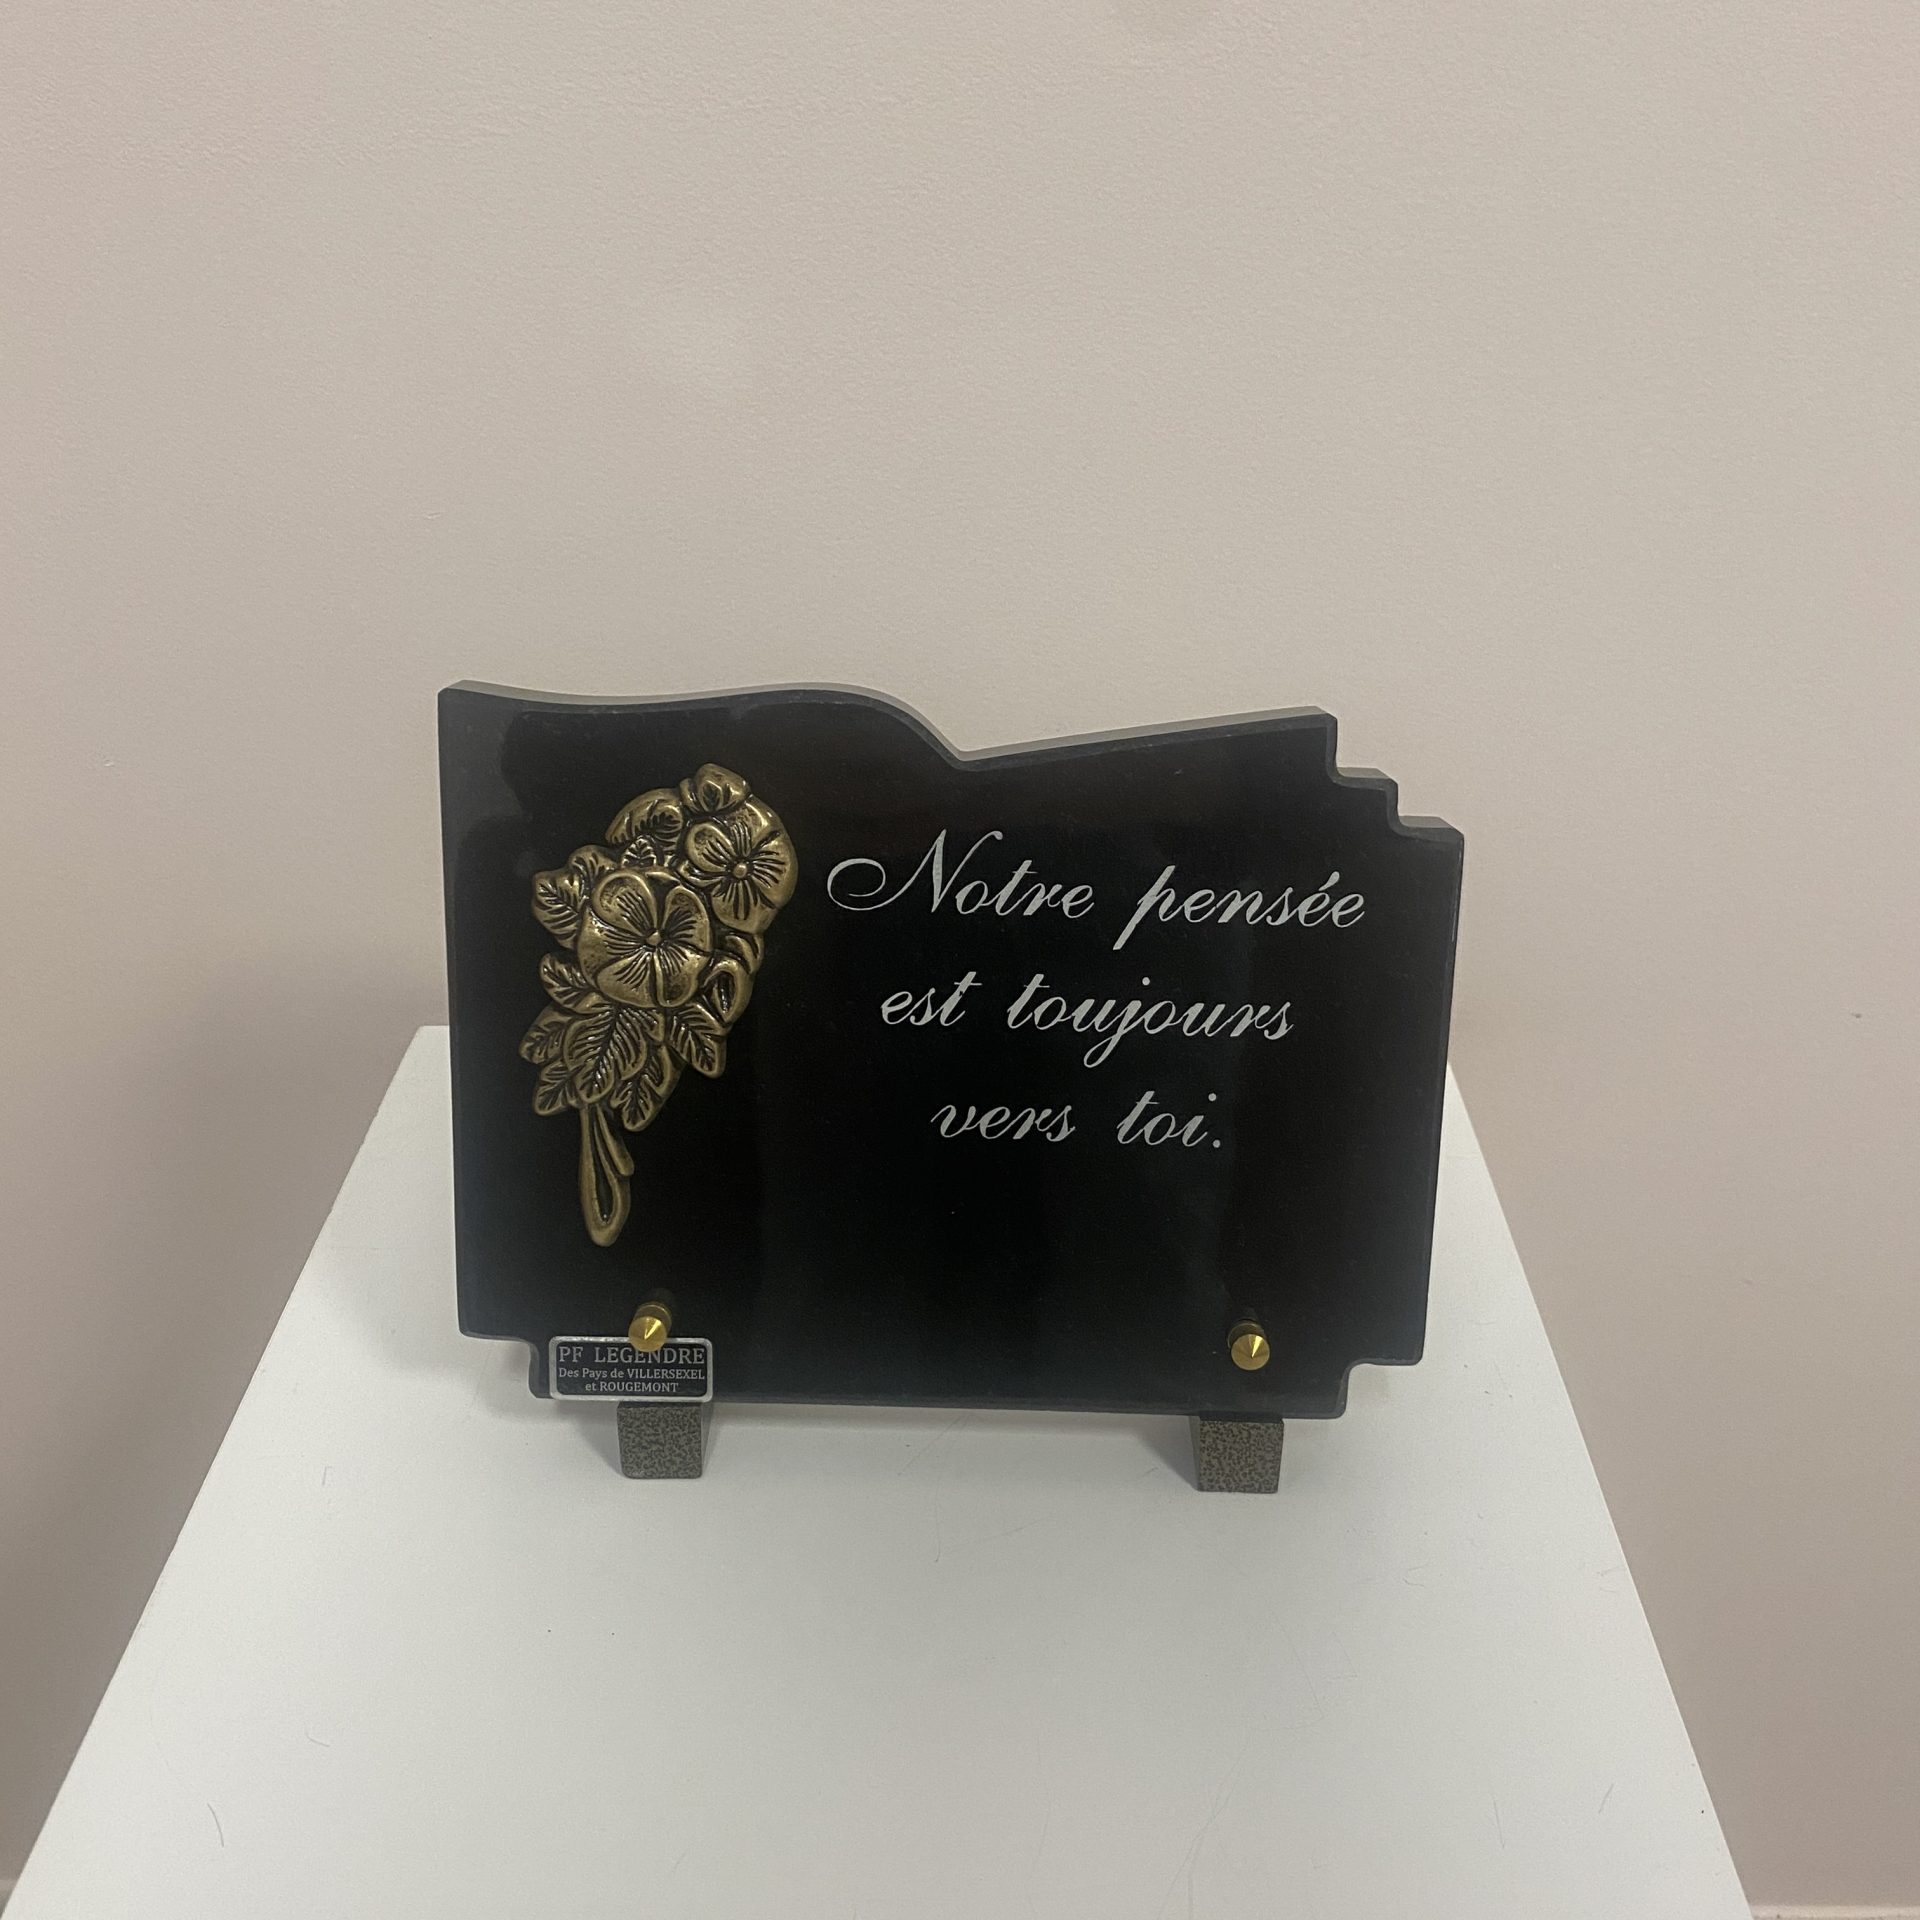 Notre pensée
est toujours
vers toi.
PF LEGENDRE
Des Pays de VILLERSEXEL
et ROUGEMONT